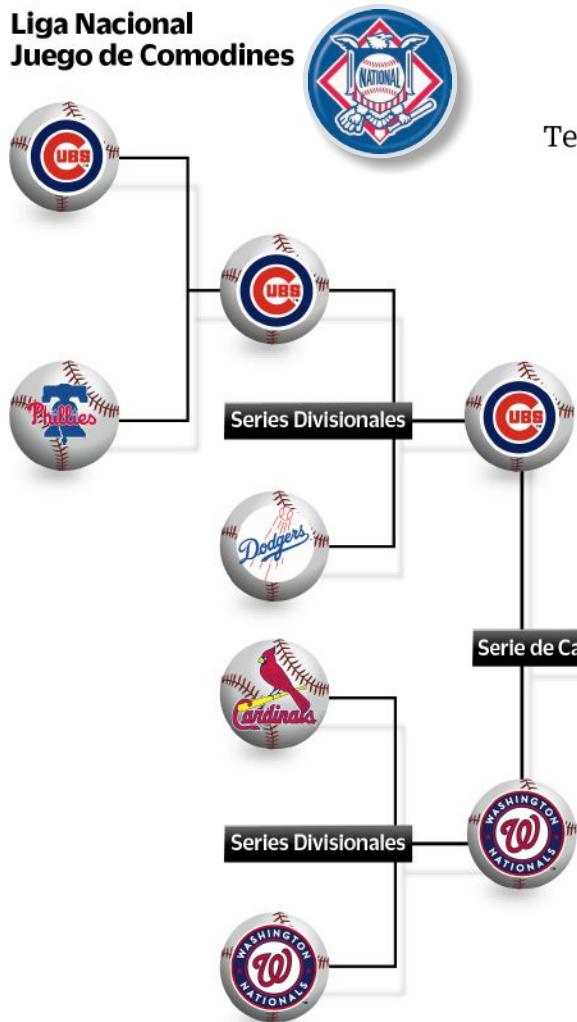 Liga Nacional
Juego de Comodines
NATIONAL
Te
CUBS
CUBS
Phillies
Series Divisionales
CUBS
Dodgers
Serie de Ca
Cardinals
Series Divisionales
WASHINGTON
W
NATIONALS
WASHINGTON
W
NATIONALS